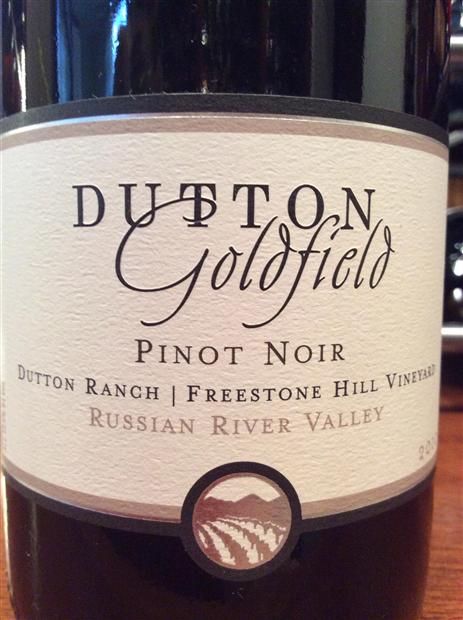 DUTTON
Goldfield
PINOT NOIR
DUTTON RANCH | FREESTONE HILL VINEYARD
RUSSIAN RIVER VALLEY